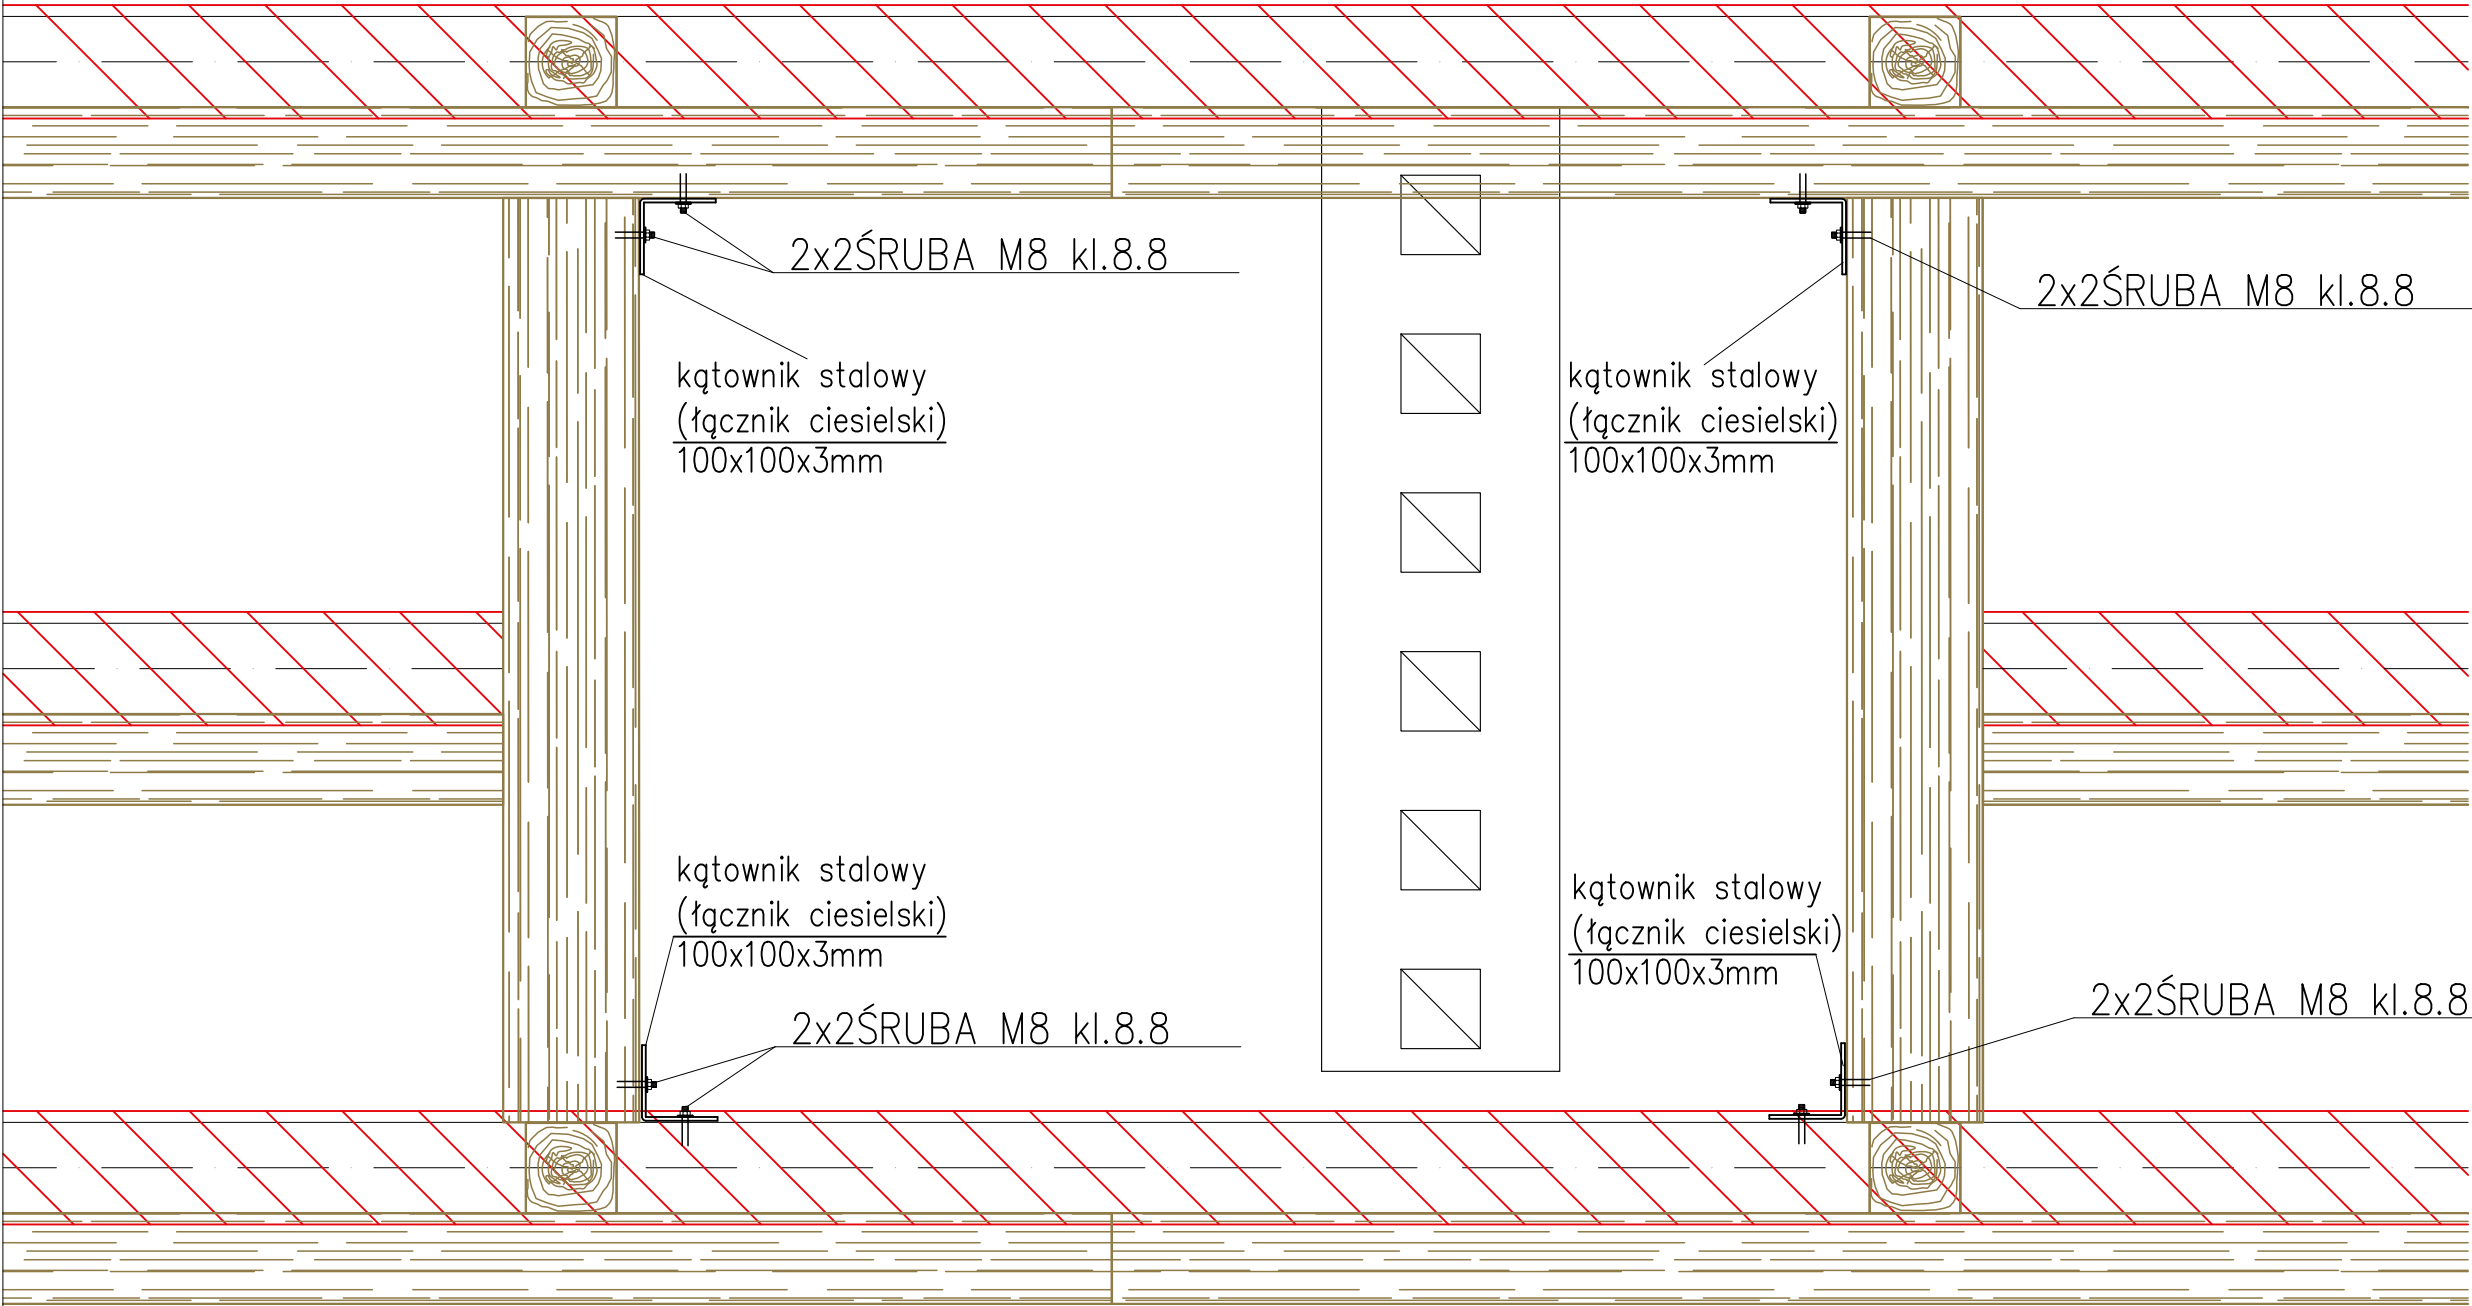 2x2ŚRUBA M8 kl.8.8
2x2ŚRUBA M8 kl.8.8
kątownik stalowy
(łącznik ciesielski)
100x100x3mm
kątownik stalowy
(łącznik ciesielski)
100x100x3mm
kątownik stalowy
(łącznik ciesielski)
100x100x3mm
kątownik stalowy
(łącznik ciesielski)
100x100x3mm
2x2ŚRUBA M8 kl.8.8
2x2ŚRUBA M8 kl.8.8